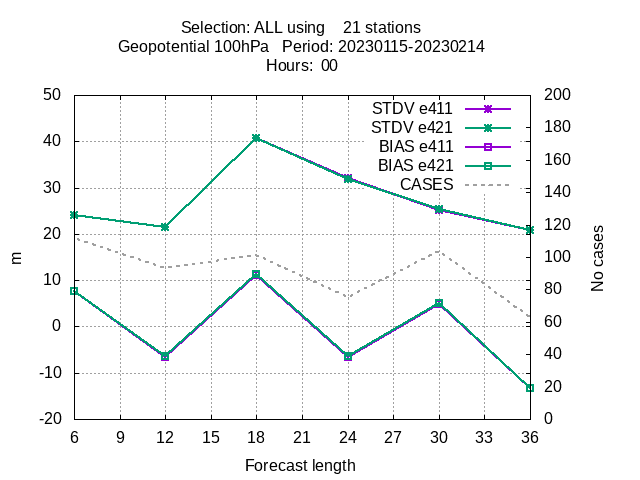 Selection: ALL using    21 stations
Geopotential 100hPa   Period: 20230115-20230214
Hours:  00
50
40
30
20
10
0
-10
-20
m
STDV e411
STDV e421
BIAS e411
BIAS e421
CASES
200
180
160
140
120
100
80
60
40
20
0
No cases
6 9 12 15 18 21 24 27 30 33 36
Forecast length